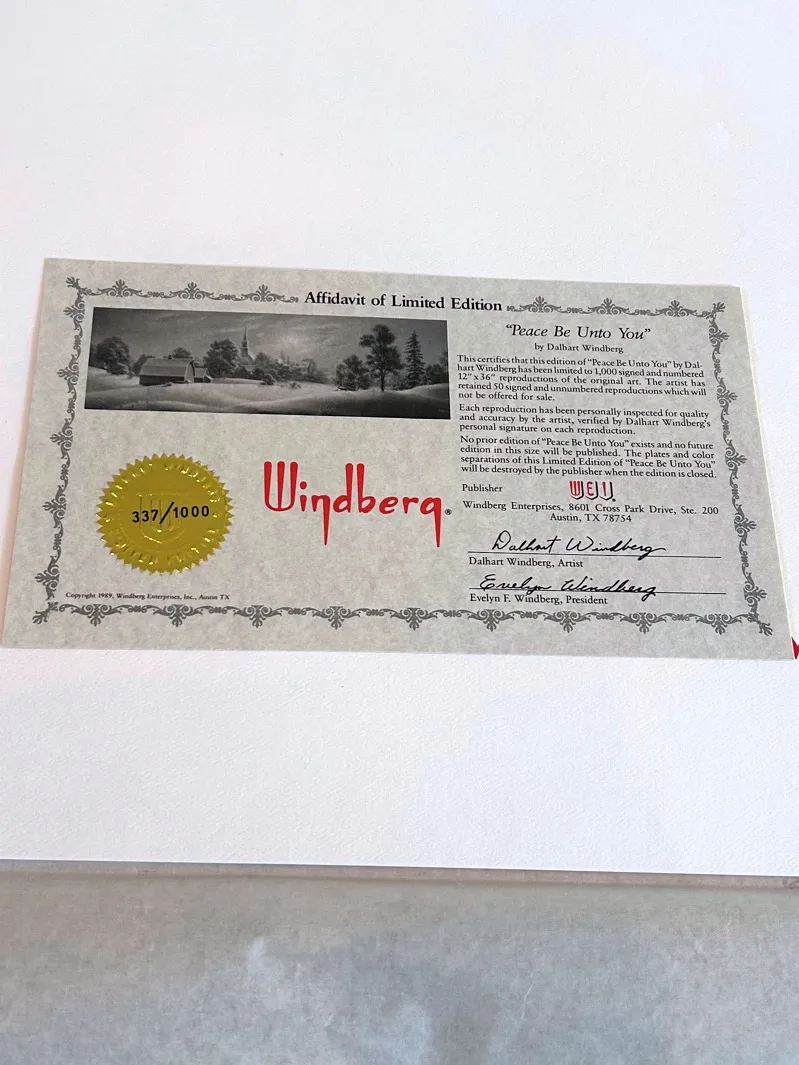 Affidavit of Limited Edition
"Peace Be Unto You"
by Dalhart Windberg
This certifies that this edition of "Peace Be Unto You" by Dal-
hart Windberg has been limited to 1,000 signed and numbered
12"x36" reproductions of the original art. The artist has
retained 50 signed and unnumbered reproductions which will
not be offered for sale.
Each reproduction has been personally inspected for quality
and accuracy by the artist, verified by Dalhart Windberg's
personal signature on each reproduction.
No prior edition of "Peace Be Unto You" exists and no future
edition in this size will be published. The plates and color
separations of this Limited Edition of "Peace Be Unto You"
will be destroyed by the publisher when the edition is closed.
337/1000
Windberg®
Publisher WEI
Windberg Enterprises, 8601 Cross Park Drive, Ste. 200
Austin, TX 78754
Dalhart Windberg
Dalhart Windberg, Artist
Evelyn Windberg
Evelyn F. Windberg, President
Copyright 1989, Windberg Enterprises, Inc., Austin TX